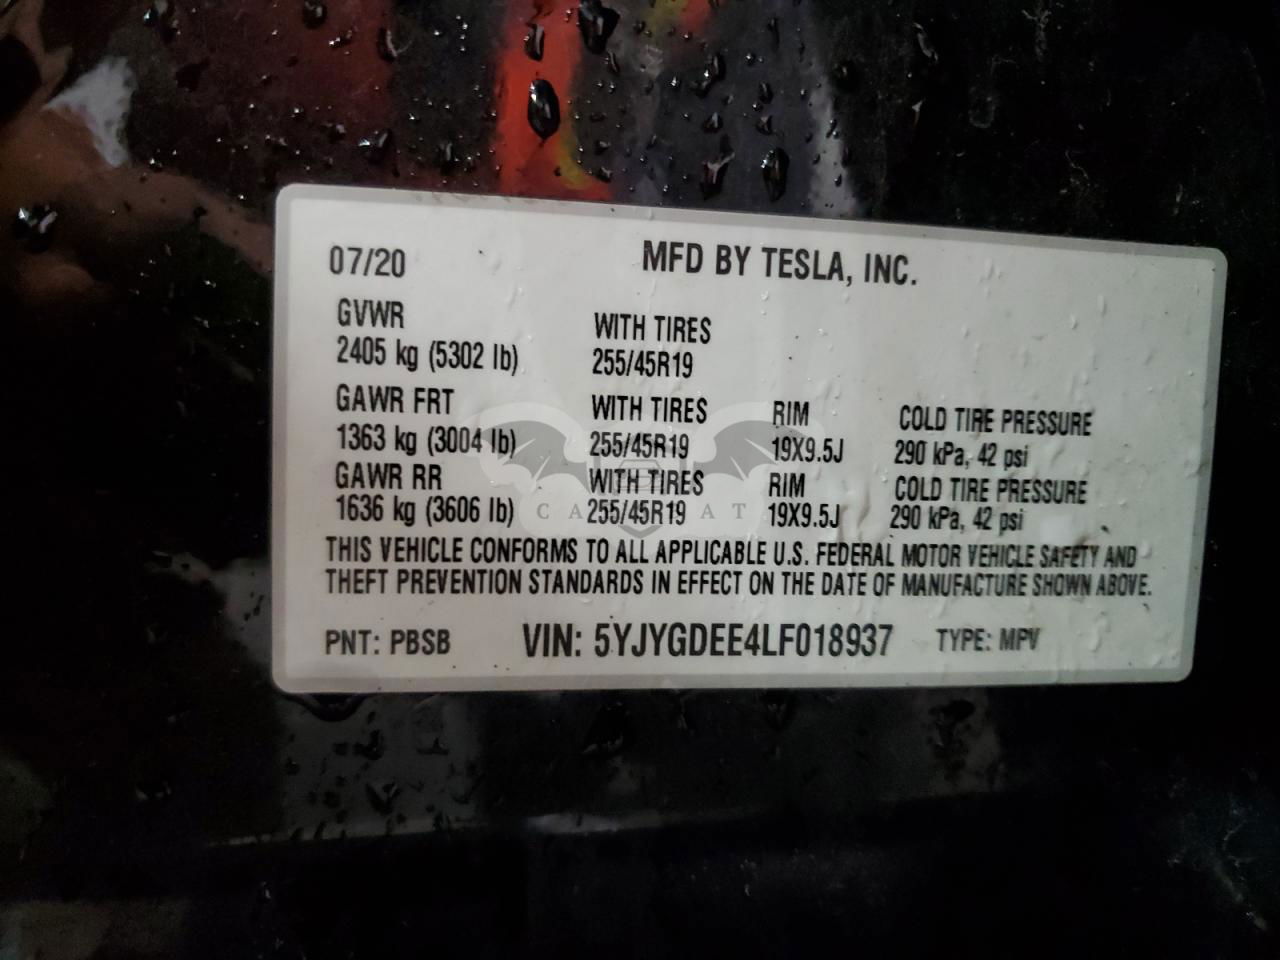 07/20 MFD BY TESLA, INC.
GVWR WITH TIRES
2405 kg (5302 lb) 255/45R19
GAWR FRT WITH TIRES RIM COLD TIRE PRESSURE
1363 kg (3004 lb) 255/45R19 19X9.5J 290 kPa, 42 psi
GAWR RR WITH TIRES RIM COLD TIRE PRESSURE
1636 kg (3606 lb) 255/45R19 19X9.5J 290 kPa, 42 psi
THIS VEHICLE CONFORMS TO ALL APPLICABLE U.S. FEDERAL MOTOR VEHICLE SAFETY AND
THEFT PREVENTION STANDARDS IN EFFECT ON THE DATE OF MANUFACTURE SHOWN ABOVE.
PNT: PBSB VIN: 5YJYGDEE4LF018937 TYPE: MPV